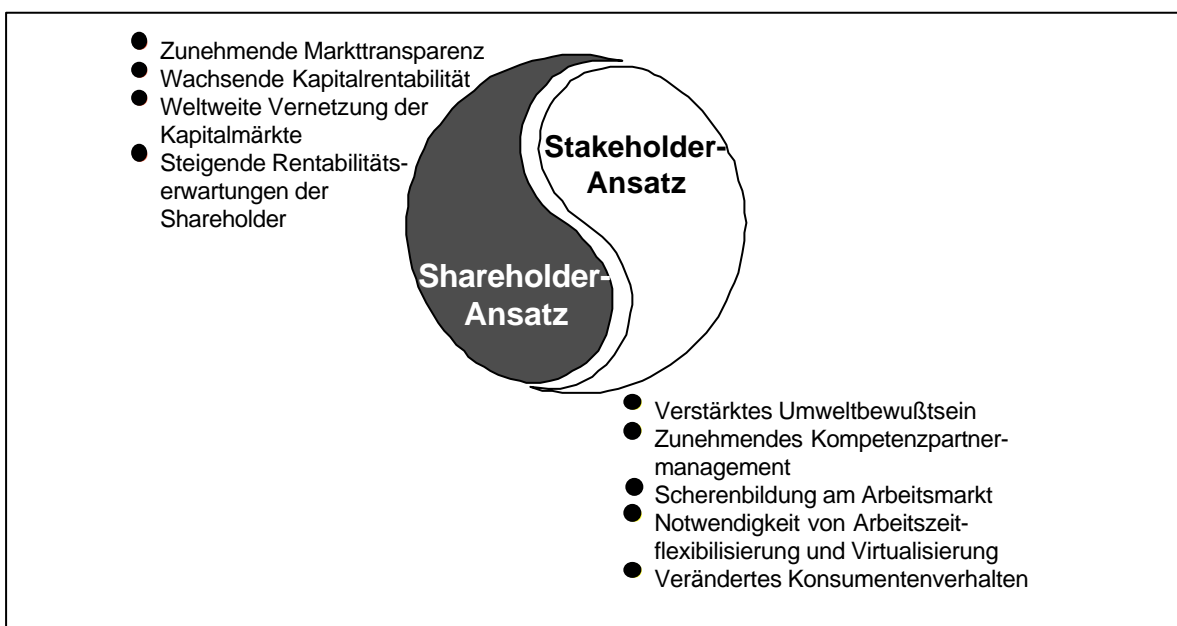 Zunehmende Markttransparenz
Wachsende Kapitalrentabilität
Weltweite Vernetzung der
Kapitalmärkte
Steigende Rentabilitäts-
erwartungen der
Shareholder
Stakeholder-
Ansatz
Shareholder-
Ansatz
Verstärktes Umweltbewußtsein
Zunehmendes Kompetenzpartner-
management
Scherenbildung am Arbeitsmarkt
Notwendigkeit von Arbeitszeit-
flexibilisierung und Virtualisierung
Verändertes Konsumentenverhalten